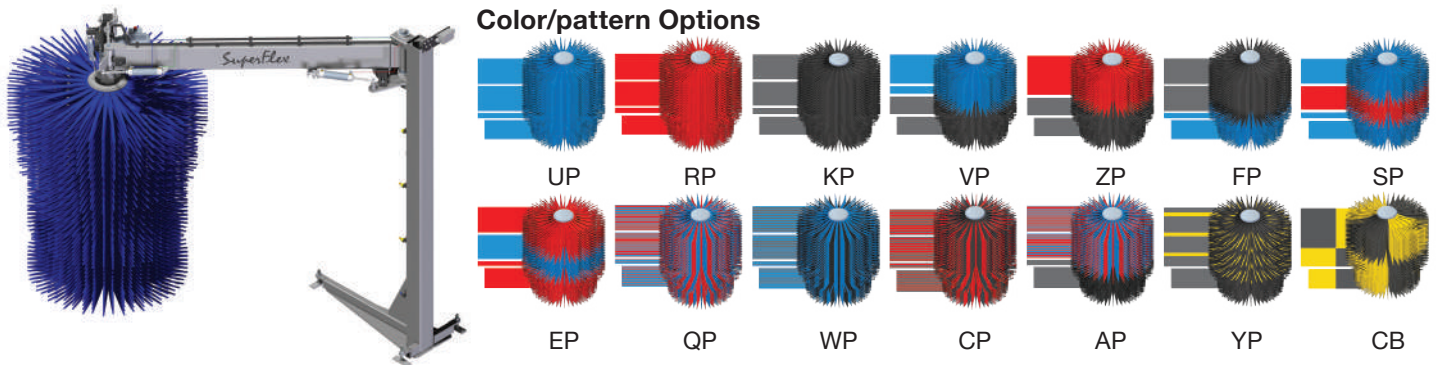 Color/pattern Options
SuperFlex
UP RP KP VP ZP FP SP
EP QP WP CP AP YP CB